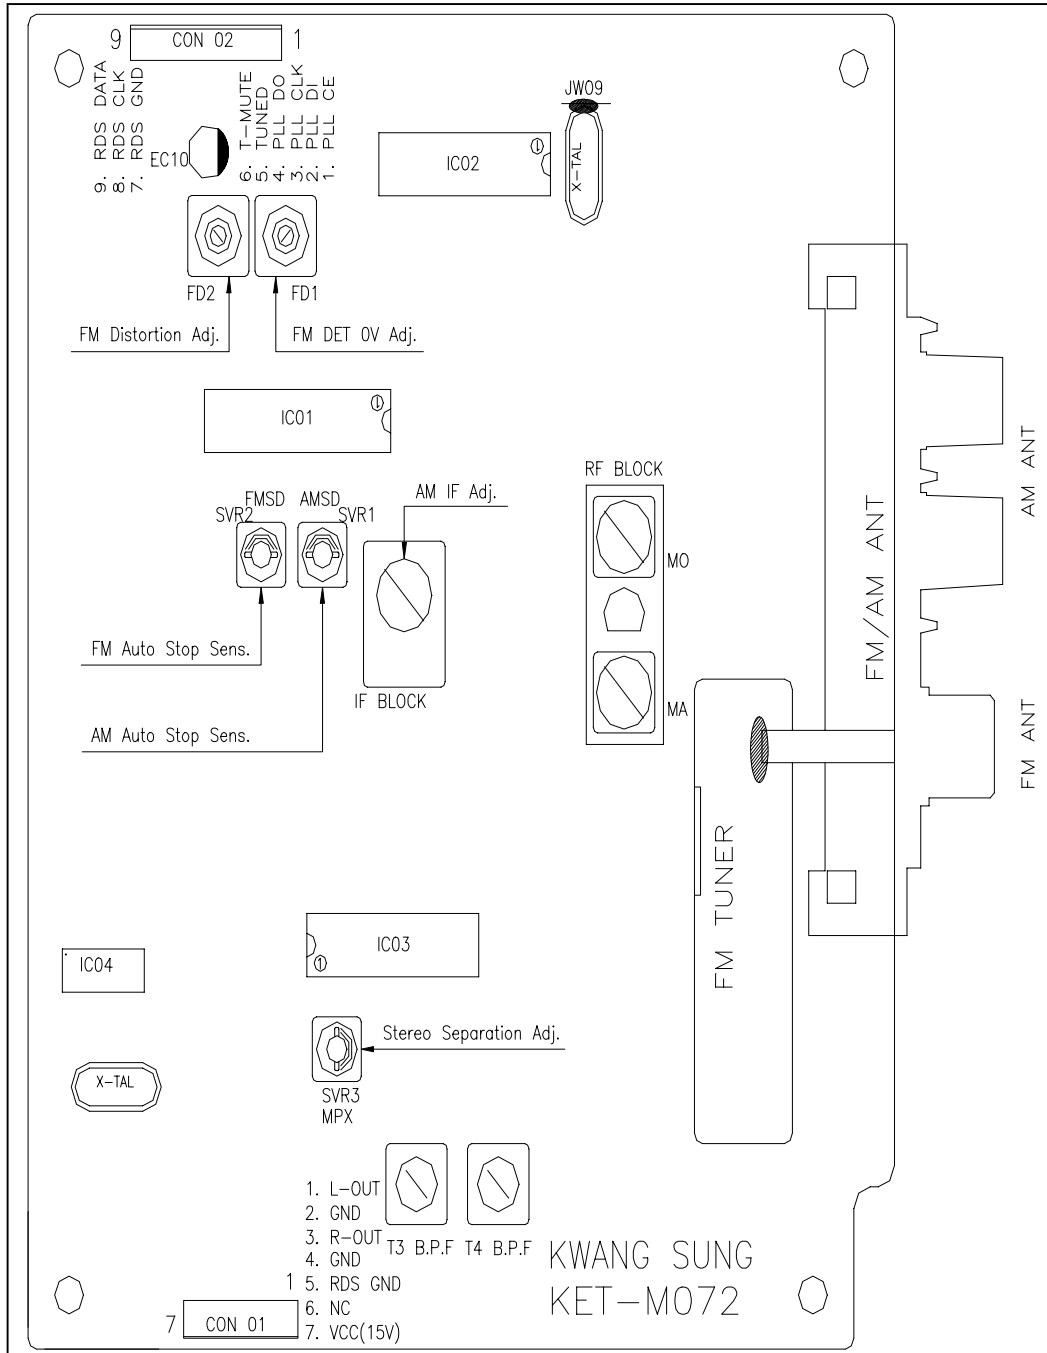 9 CON 02 1
9. RDS DATA
8. RDS CLK
7. RDS GND
EC10
6. T-MUTE
5. TUNED
4. PLL DO
3. PLL CLK
2. PLL DI
1. PLL CE
JW09
IC02
1
X-TAL
FD2
FD1
FM Distortion Adj.
FM DET 0V Adj.
IC01
1
FMSD
AMSD
SVR2
SVR1
AM IF Adj.
RF BLOCK
MO
FM Auto Stop Sens.
IF BLOCK
MA
AM Auto Stop Sens.
FM/AM ANT
AM ANT
FM ANT
FM TUNER
IC03
1
IC04
Stereo Separation Adj.
X-TAL
SVR3
MPX
1. L-OUT
2. GND
3. R-OUT
4. GND
5. RDS GND
6. NC
7. VCC(15V)
T3 B.P.F
T4 B.P.F
1
7 CON 01
KWANG SUNG
KET-M072